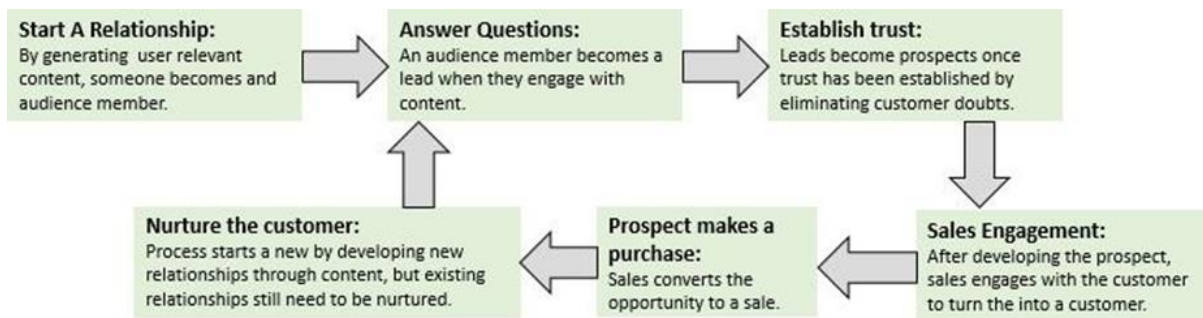 Start A Relationship:
By generating user relevant
content, someone becomes and
audience member.
Answer Questions:
An audience member becomes a
lead when they engage with
content.
Establish trust:
Leads become prospects once
trust has been established by
eliminating customer doubts.
Sales Engagement:
After developing the prospect,
sales engages with the customer
to turn the into a customer.
Prospect makes a
purchase:
Sales converts the
opportunity to a sale.
Nurture the customer:
Process starts a new by developing new
relationships through content, but existing
relationships still need to be nurtured.